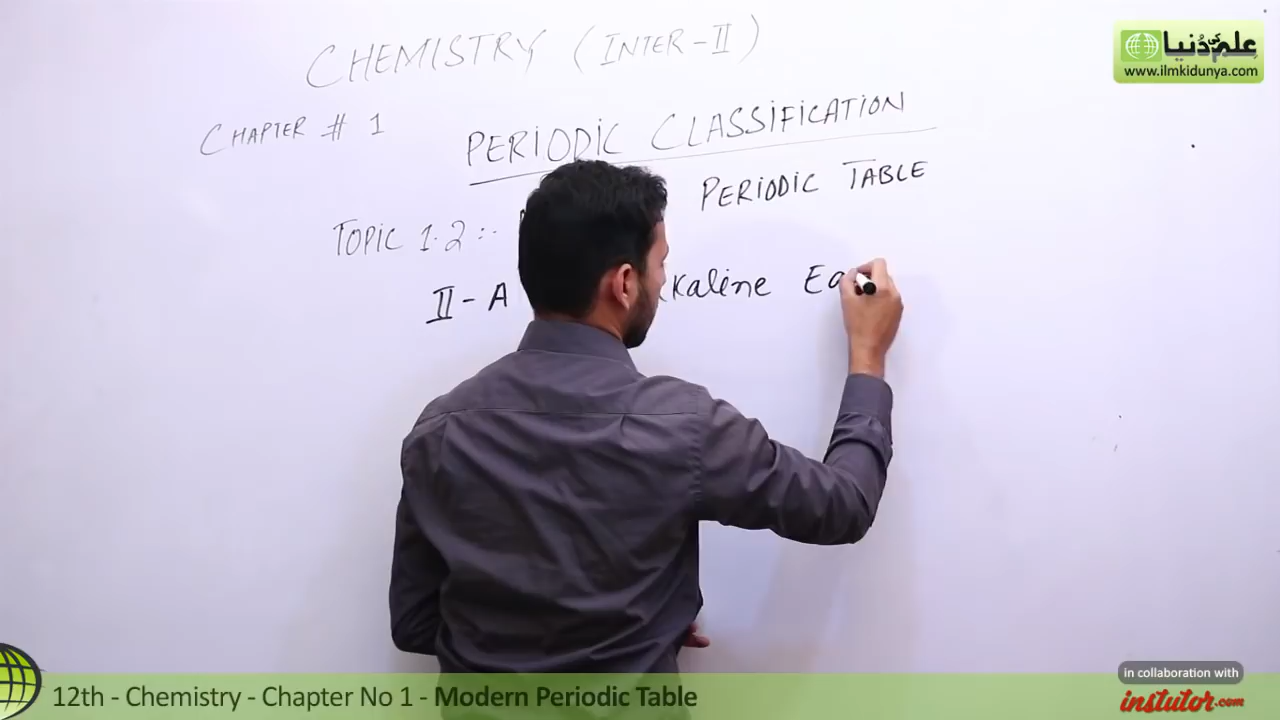 CHEMISTRY (INTER-II)
علم کی دنیا
www.ilmkidunya.com
CHAPTER # 1
PERIODIC CLASSIFICATION
PERIODIC TABLE
TOPIC 1.2 :-
II-A kaline Ea
in collaboration with
instutor.com
12th - Chemistry - Chapter No 1 - Modern Periodic Table